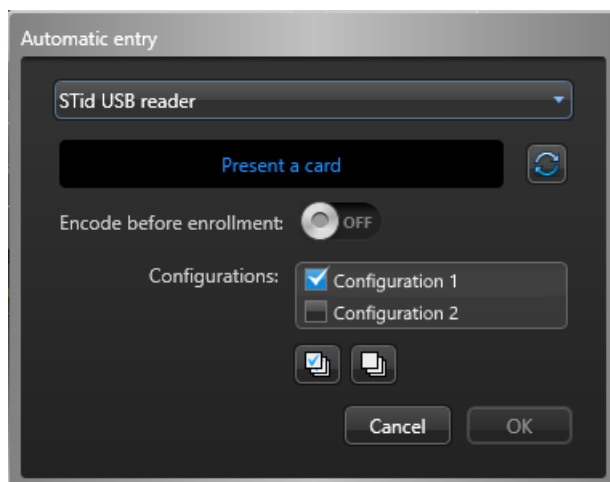 Automatic entry
STid USB reader
Present a card
Encode before enrollment: OFF
Configurations:
Configuration 1
Configuration 2
Cancel OK